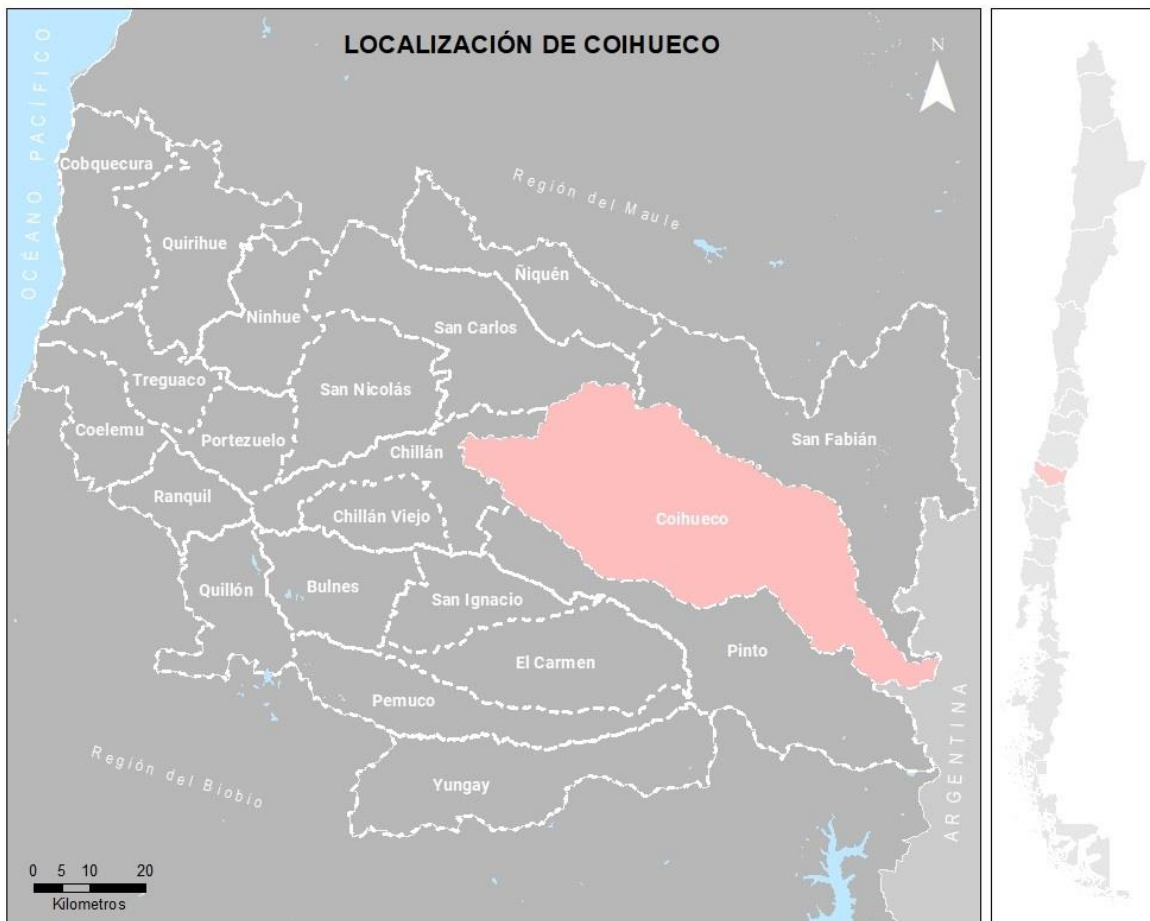 LOCALIZACIÓN DE COIHUECO
N
OCÉANO PACÍFICO
Cobquecura
Región del Maule
Quirihue
Ñiquén
Ninhue
San Carlos
Treguaco
San Nicolás
Coelemu
Portezuelo
Chillán
San Fabián
Ranquil
Chillán Viejo
Coihueco
Quillón
Bulnes
San Ignacio
El Carmen
Pinto
Pemuco
Región del Biobio
Yungay
ARGENTINA
0 5 10 20
Kilometros